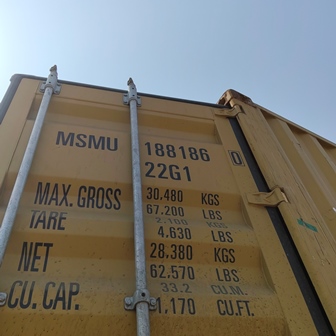 MSMU 188186 0
22G1
MAX. GROSS 30.480 KGS
67.200 LBS
TARE 2.100 KGS
4.630 LBS
NET 28.380 KGS
62.570 LBS
CU. CAP. 33.2 CU.M.
1,170 CU.FT.